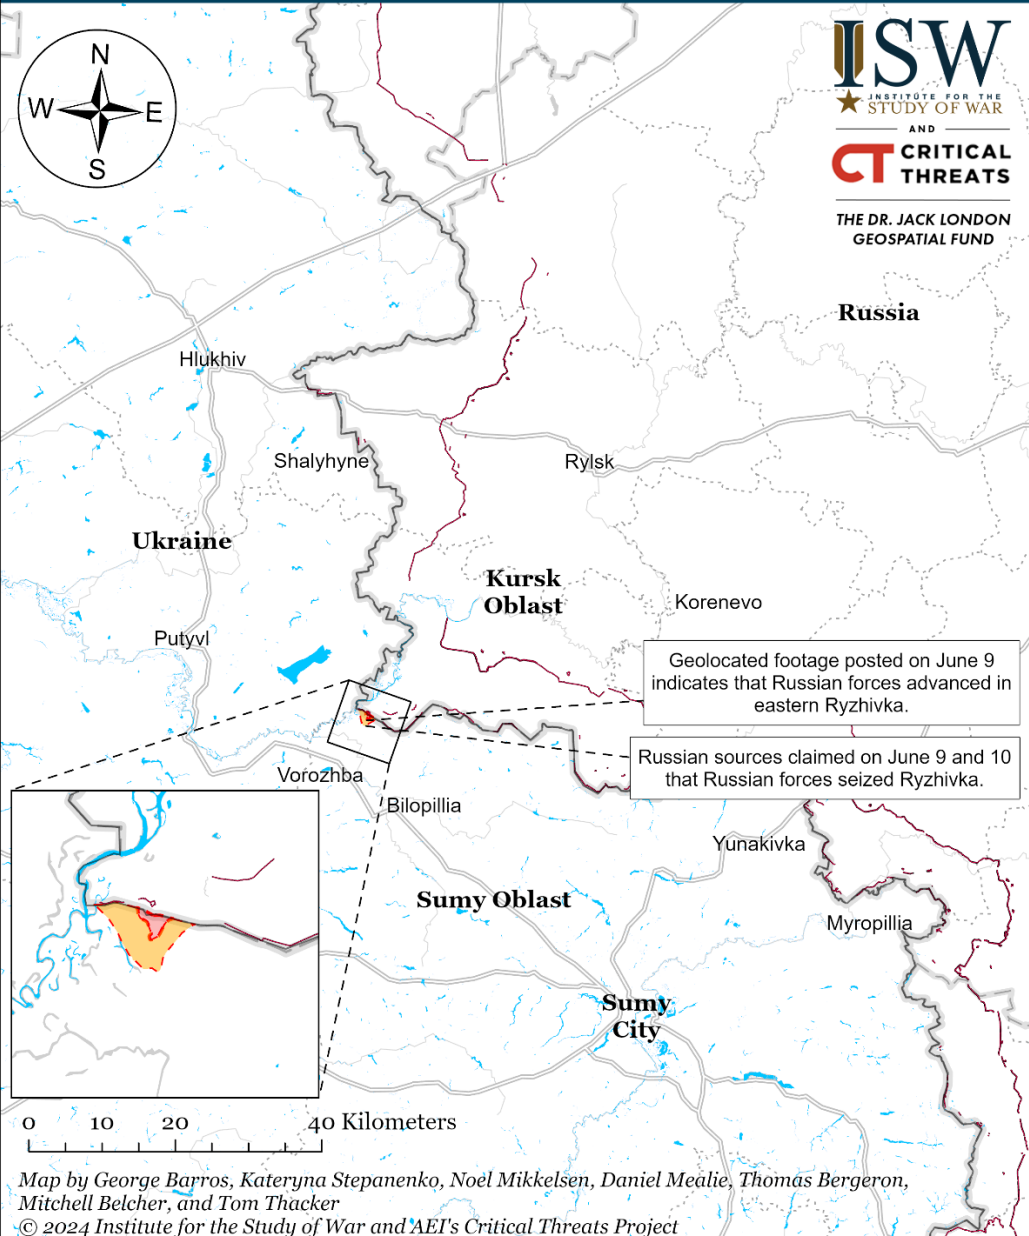 N
W
E
S
ISW
INSTITUTE FOR THE
STUDY OF WAR
AND
CT CRITICAL
THREATS
THE DR. JACK LONDON
GEOSPATIAL FUND
Russia
Hlukhiv
Shalyhyne
Rylsk
Ukraine
Kursk
Oblast
Korenevo
Putyvl
Geolocated footage posted on June 9
indicates that Russian forces advanced in
eastern Ryzhivka.
Russian sources claimed on June 9 and 10
that Russian forces seized Ryzhivka.
Vorozhba
Bilopillia
Yunakivka
Sumy Oblast
Myropillia
Sumy
City
0 10 20 40 Kilometers
Map by George Barros, Kateryna Stepanenko, Noel Mikkelsen, Daniel Mealie, Thomas Bergeron,
Mitchell Belcher, and Tom Thacker
© 2024 Institute for the Study of War and AEI's Critical Threats Project